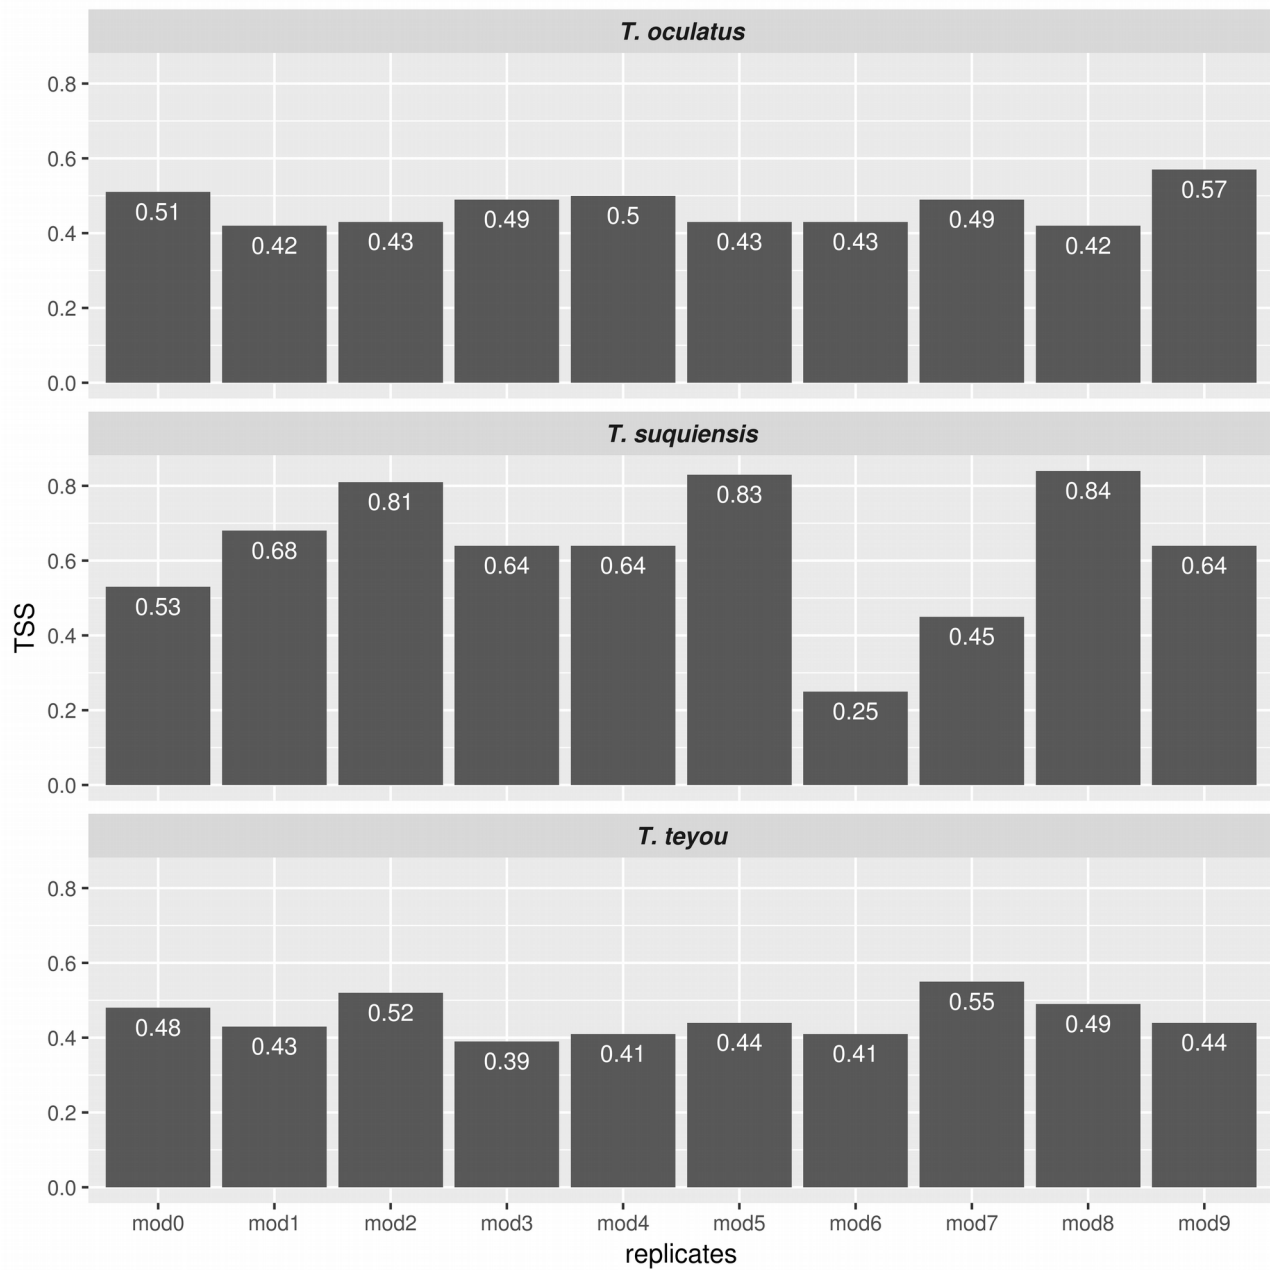 T. oculatus
0.8
0.6
0.4
0.2
0.0
0.51 0.42 0.43 0.49 0.5 0.43 0.43 0.49 0.42 0.57
T. suquiensis
0.8
0.6
0.4
0.2
0.0
0.53 0.68 0.81 0.64 0.64 0.83 0.25 0.45 0.84 0.64
TSS
T. teyou
0.8
0.6
0.4
0.2
0.0
0.48 0.43 0.52 0.39 0.41 0.44 0.41 0.55 0.49 0.44
mod0 mod1 mod2 mod3 mod4 mod5 mod6 mod7 mod8 mod9
replicates